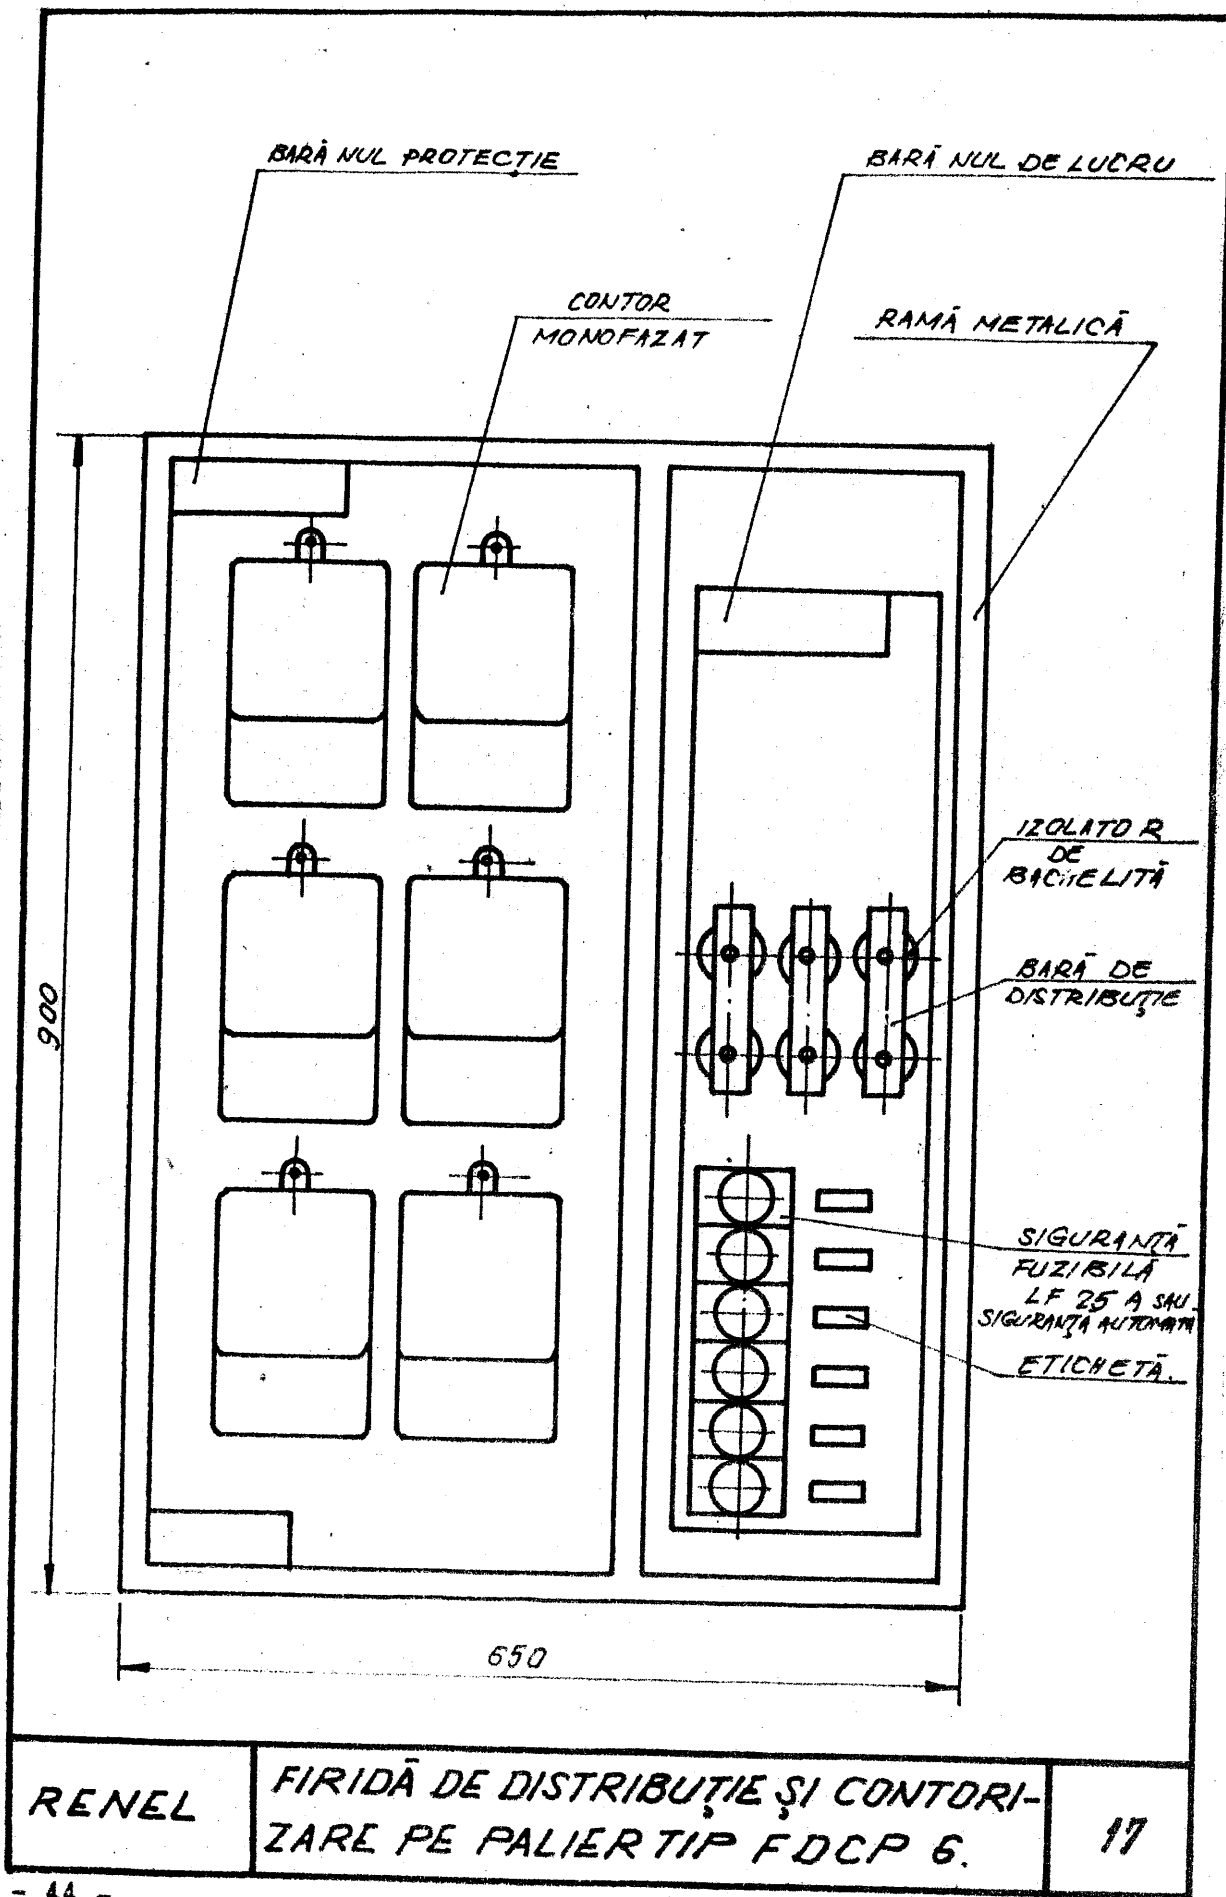 BARĂ NUL PROTECTIE
BARĂ NUL DE LUCRU
CONTOR
MONOFAZAT
RAMĂ METALICĂ
IZOLATOR
DE
BACHELITĂ
BARĂ DE
DISTRIBUȚIE
900
SIGURANȚĂ
FUZIBILĂ
LF 25 A SAU
SIGURANȚA AUTOMATĂ
ETICHETĂ.
650
RENEL
FIRIDĂ DE DISTRIBUȚIE ȘI CONTORI-
ZARE PE PALIER TIP FDCP 6.
17
- 44 -